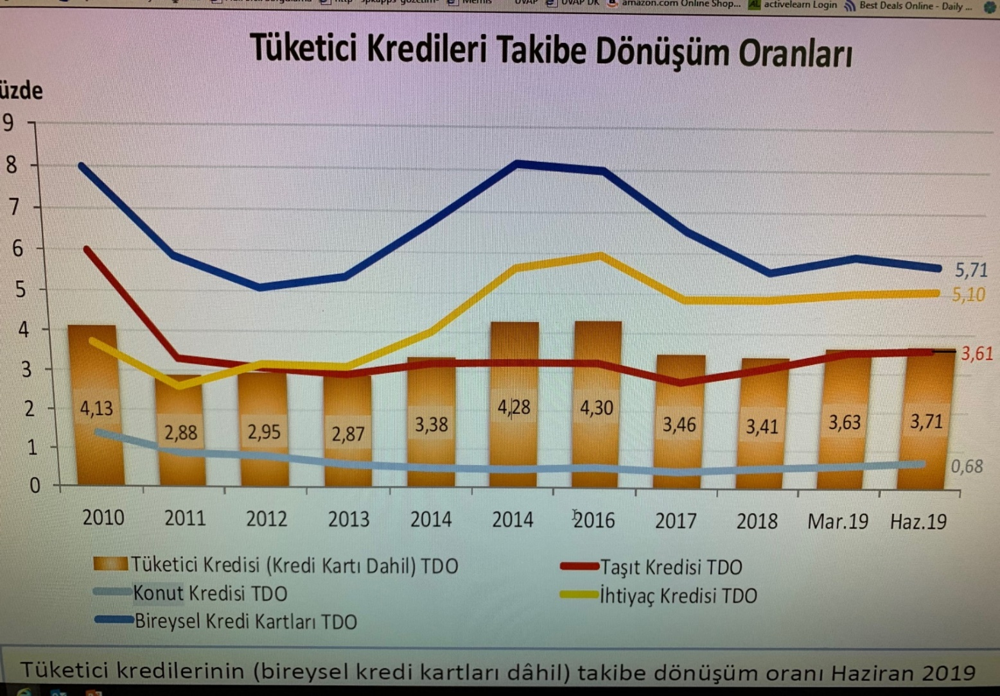 amazon.com Online Shop... activelearn Login Best Deals Online - Daily ...
Tüketici Kredileri Takibe Dönüşüm Oranları
üzde
9
8
7
6
5
4
3
2
1
0
5,71
5,10
3,61
0,68
4,13 2,88 2,95 2,87 3,38 4,28 4,30 3,46 3,41 3,63 3,71
2010 2011 2012 2013 2014 2014 2016 2017 2018 Mar.19 Haz.19
Tüketici Kredisi (Kredi Kartı Dahil) TDO Taşıt Kredisi TDO
Konut Kredisi TDO İhtiyaç Kredisi TDO
Bireysel Kredi Kartları TDO
Tüketici kredilerinin (bireysel kredi kartları dâhil) takibe dönüşüm oranı Haziran 2019